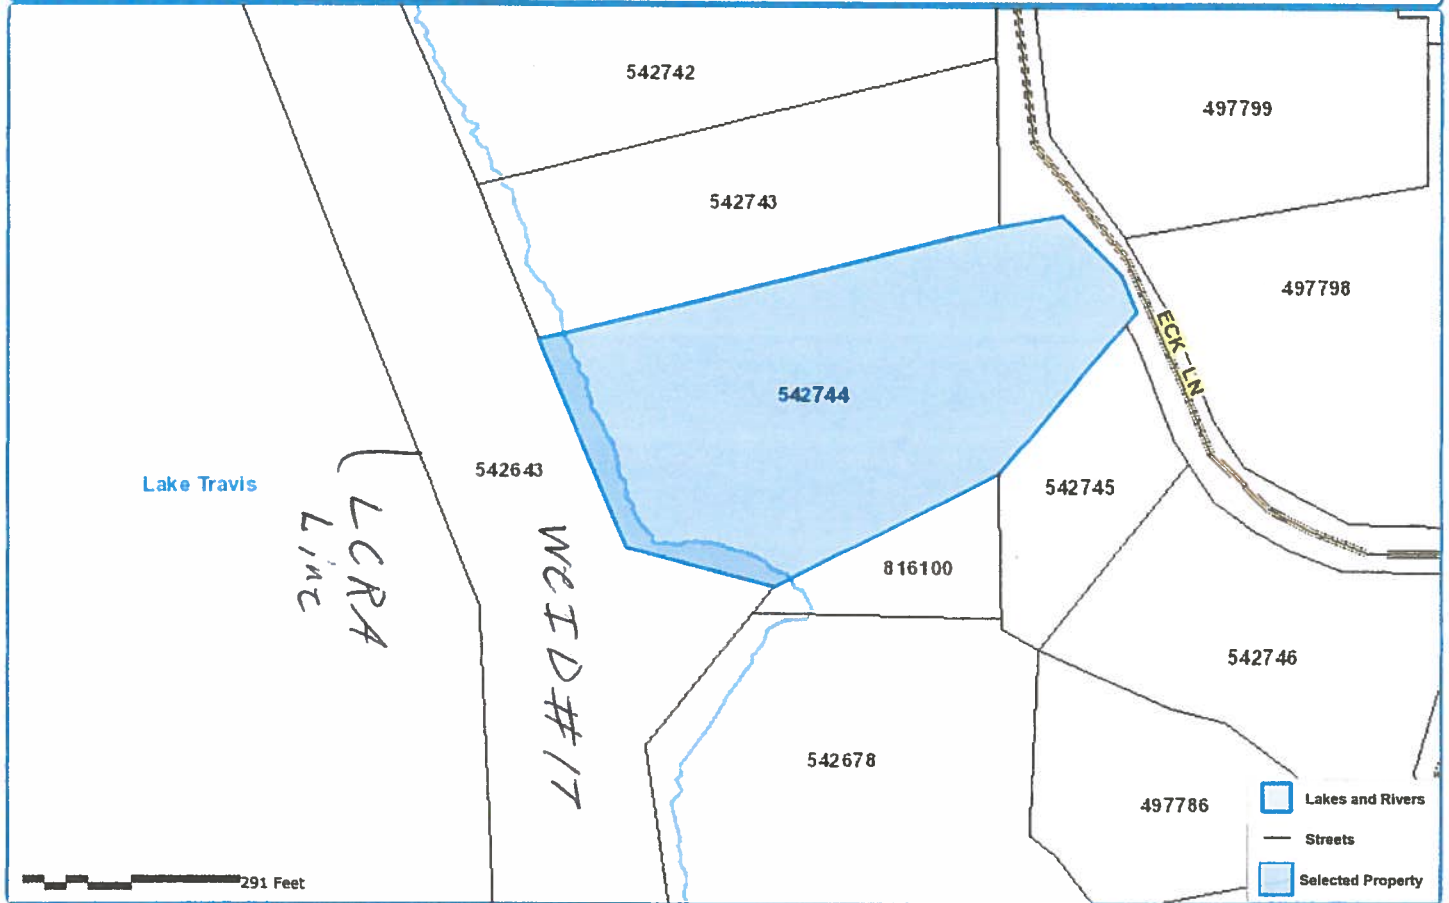 542742
497799
542743
497798
ECK LN
542744
542643
542745
Lake Travis
LCRA
Line
WCID#17
816100
542746
542678
497786
Lakes and Rivers
Streets
Selected Property
291 Feet